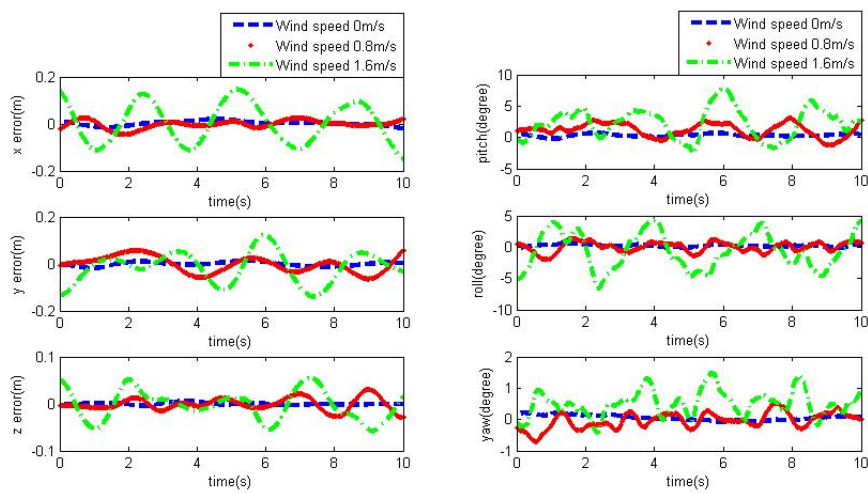 Wind speed 0m/s
Wind speed 0.8m/s
Wind speed 1.6m/s
0.2
0
-0.2
x error(m)
0 2 4 6 8 10
time(s)
0.2
0
-0.2
y error(m)
0 2 4 6 8 10
time(s)
0.1
0
-0.1
z error(m)
0 2 4 6 8 10
time(s)
Wind speed 0m/s
Wind speed 0.8m/s
Wind speed 1.6m/s
10
5
0
-5
pitch(degree)
0 2 4 6 8 10
time(s)
5
0
-5
-10
roll(degree)
0 2 4 6 8 10
time(s)
2
1
0
-1
yaw(degree)
0 2 4 6 8 10
time(s)